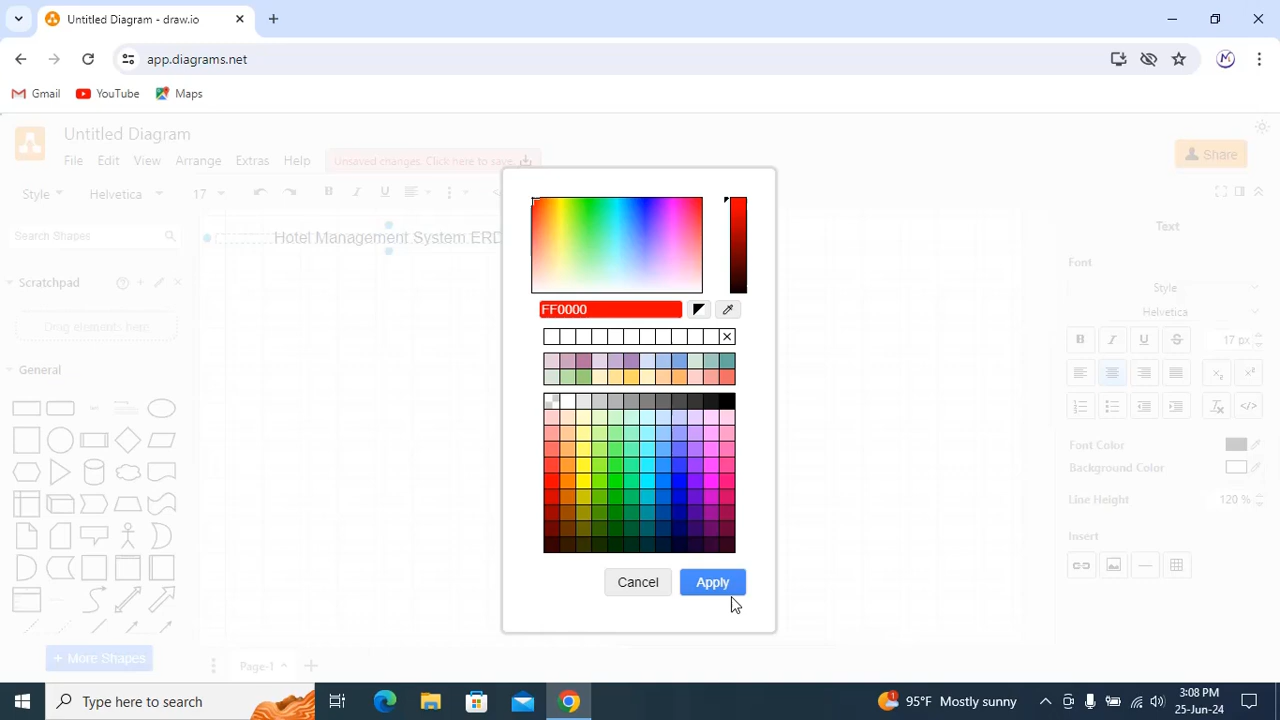 Untitled Diagram - draw.io
app.diagrams.net
Gmail YouTube Maps
Untitled Diagram
File Edit View Arrange Extras Help Unsaved changes. Click here to save.
Share
Style Helvetica 17 B I U
Search Shapes
Hotel Management System ERD
Text
Font
Scratchpad
Style
Helvetica
FF0000
Drag elements here
B I U S 17 px
General
Font Color
Background Color
Line Height 120 %
Insert
Cancel Apply
+ More Shapes
Page-1
Type here to search
95°F Mostly sunny
3:08 PM
25-Jun-24